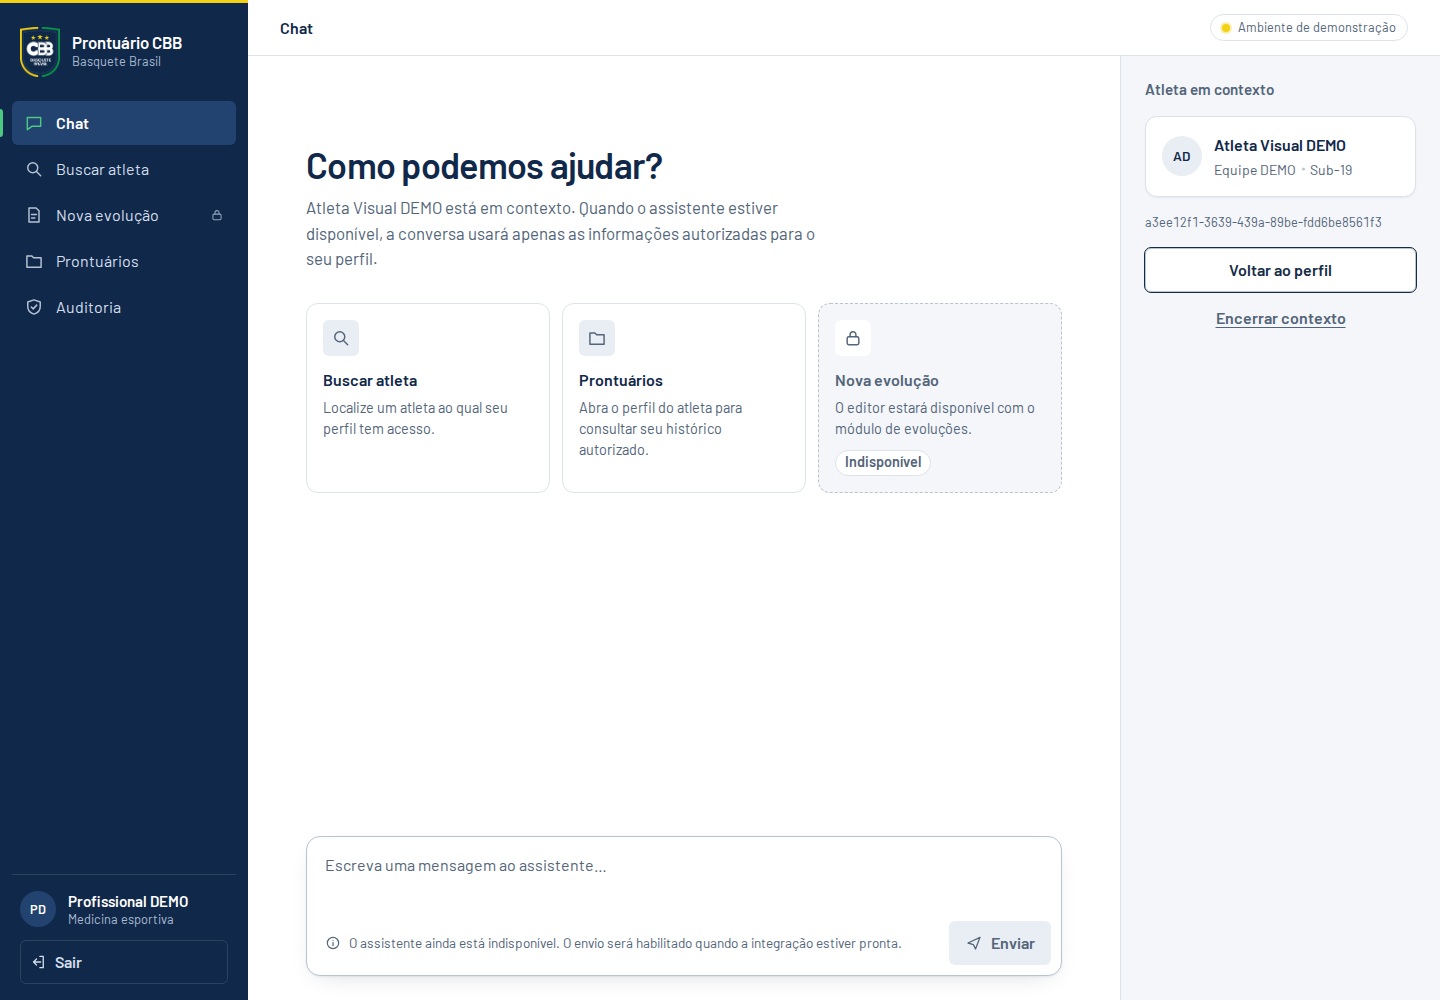 CBB
Prontuário CBB
Basquete Brasil
Chat
Buscar atleta
Nova evolução
Prontuários
Auditoria
PD
Profissional DEMO
Medicina esportiva
Sair
Chat
Ambiente de demonstração
Como podemos ajudar?
Atleta Visual DEMO está em contexto. Quando o assistente estiver
disponível, a conversa usará apenas as informações autorizadas para o
seu perfil.
Buscar atleta
Localize um atleta ao qual seu
perfil tem acesso.
Prontuários
Abra o perfil do atleta para
consultar seu histórico
autorizado.
Nova evolução
O editor estará disponível com o
módulo de evoluções.
Indisponível
Escreva uma mensagem ao assistente...
O assistente ainda está indisponível. O envio será habilitado quando a integração estiver pronta.
Enviar
Atleta em contexto
AD
Atleta Visual DEMO
Equipe DEMO • Sub-19
a3ee12f1-3639-439a-89be-fdd6be8561f3
Voltar ao perfil
Encerrar contexto